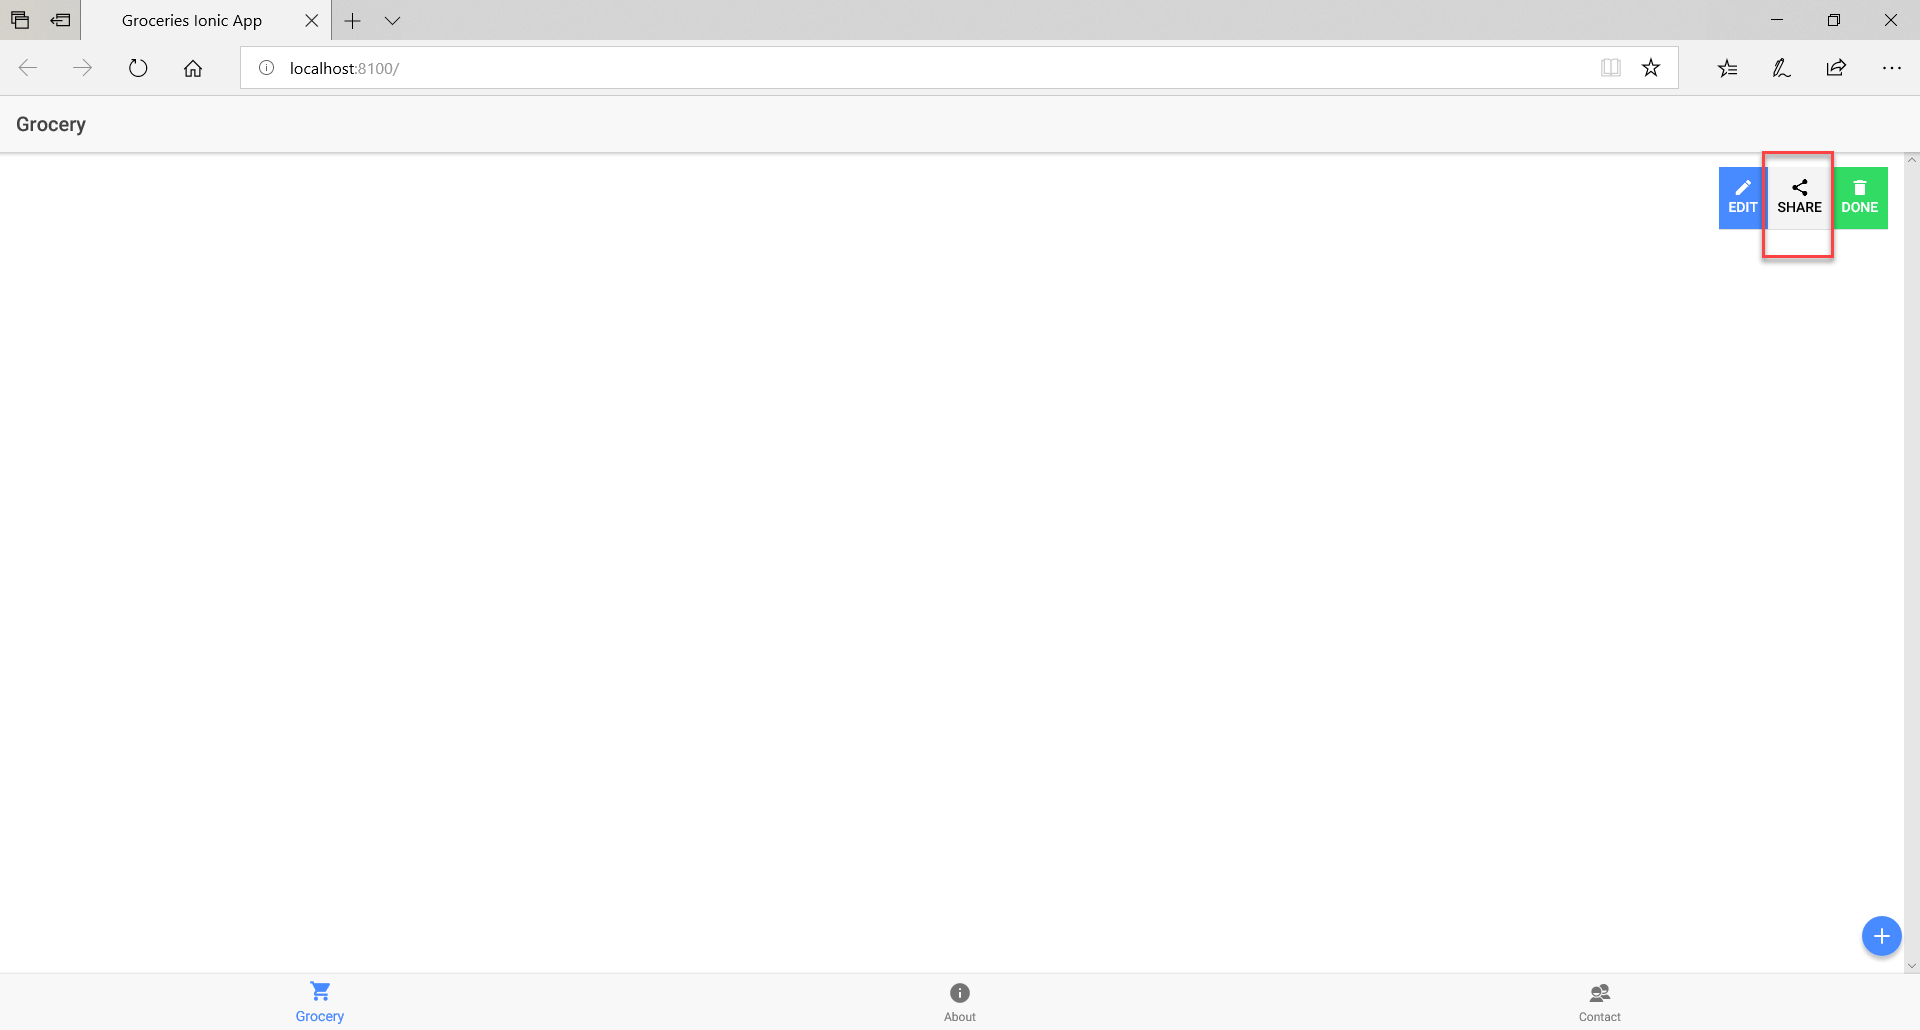 Groceries Ionic App
localhost:8100/
Grocery
EDIT
SHARE
DONE
Grocery
About
Contact